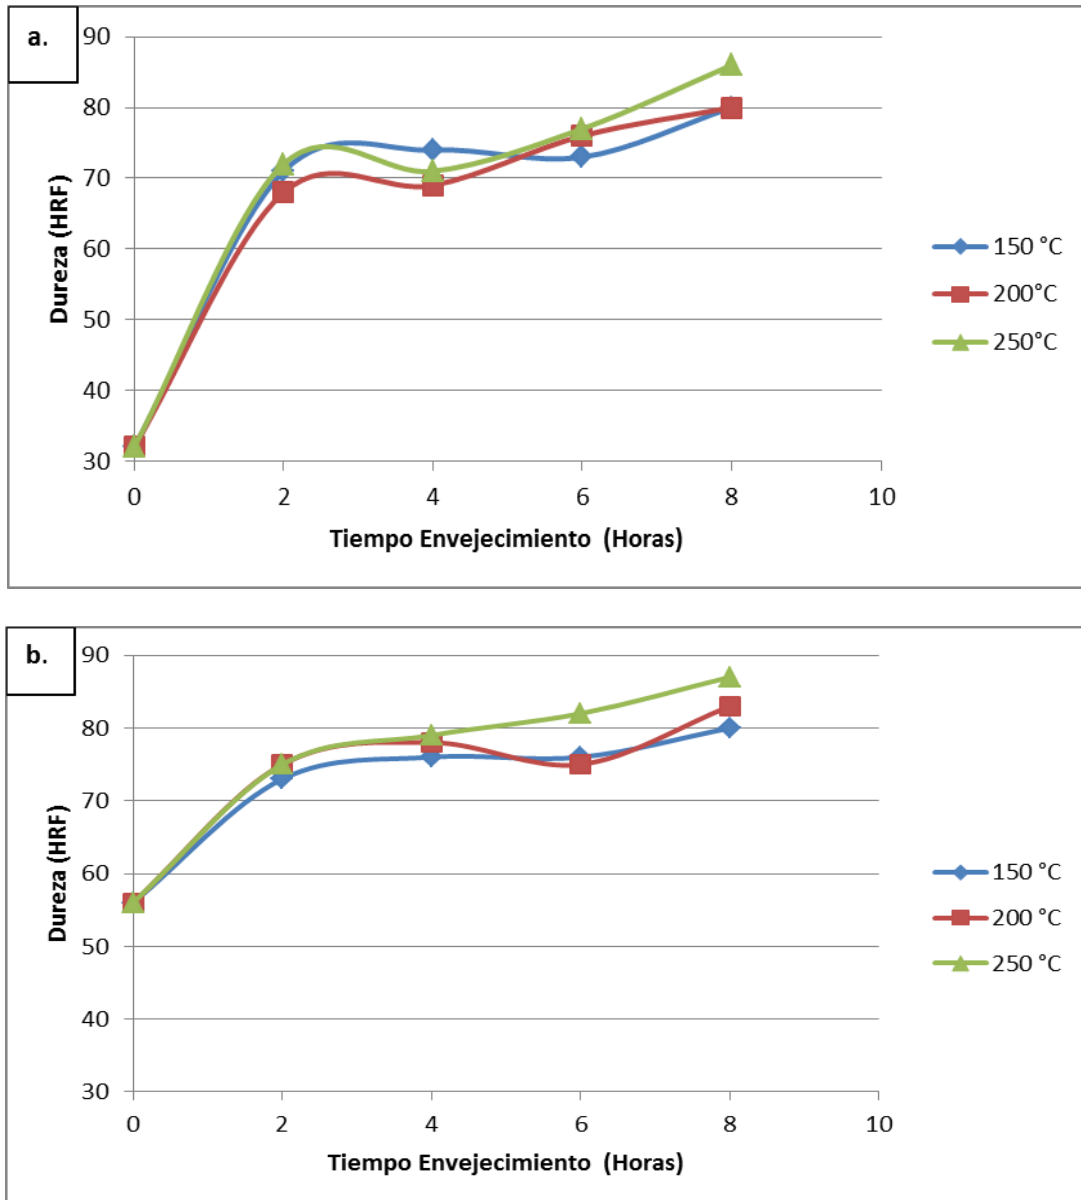 a.
90
80
70
60
50
40
30
Dureza (HRF)
0 2 4 6 8 10
Tiempo Envejecimiento (Horas)
150 °C
200°C
250°C
b.
90
80
70
60
50
40
30
Dureza (HRF)
0 2 4 6 8 10
Tiempo Envejecimiento (Horas)
150 °C
200 °C
250 °C